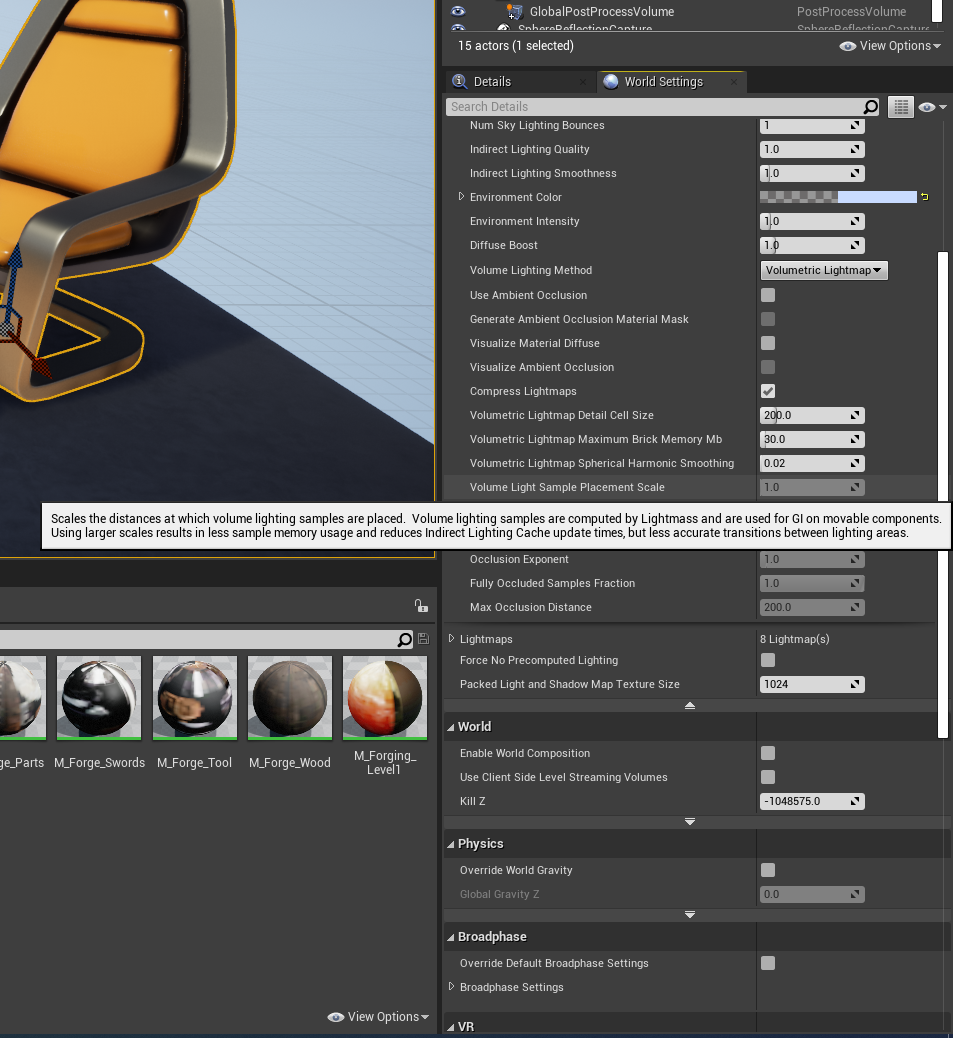 GlobalPostProcessVolume PostProcessVolume
SphereReflectionCapture SphereReflectionCapture
15 actors (1 selected) View Options
Details World Settings
Search Details
Num Sky Lighting Bounces 1
Indirect Lighting Quality 1.0
Indirect Lighting Smoothness 1.0
Environment Color
Environment Intensity 1.0
Diffuse Boost 1.0
Volume Lighting Method Volumetric Lightmap
Use Ambient Occlusion
Generate Ambient Occlusion Material Mask
Visualize Material Diffuse
Visualize Ambient Occlusion
Compress Lightmaps
Volumetric Lightmap Detail Cell Size 200.0
Volumetric Lightmap Maximum Brick Memory Mb 30.0
Volumetric Lightmap Spherical Harmonic Smoothing 0.02
Volume Light Sample Placement Scale 1.0
Scales the distances at which volume lighting samples are placed.  Volume lighting samples are computed by Lightmass and are used for GI on movable components.
Using larger scales results in less sample memory usage and reduces Indirect Lighting Cache update times, but less accurate transitions between lighting areas.
Occlusion Exponent 1.0
Fully Occluded Samples Fraction 1.0
Max Occlusion Distance 200.0
Lightmaps 8 Lightmap(s)
Force No Precomputed Lighting
Packed Light and Shadow Map Texture Size 1024
World
Enable World Composition
Use Client Side Level Streaming Volumes
Kill Z -1048575.0
Physics
Override World Gravity
Global Gravity Z 0.0
Broadphase
Override Default Broadphase Settings
Broadphase Settings
VR
ge_Parts M_Forge_Swords M_Forge_Tool M_Forge_Wood M_Forging_
Level1
View Options